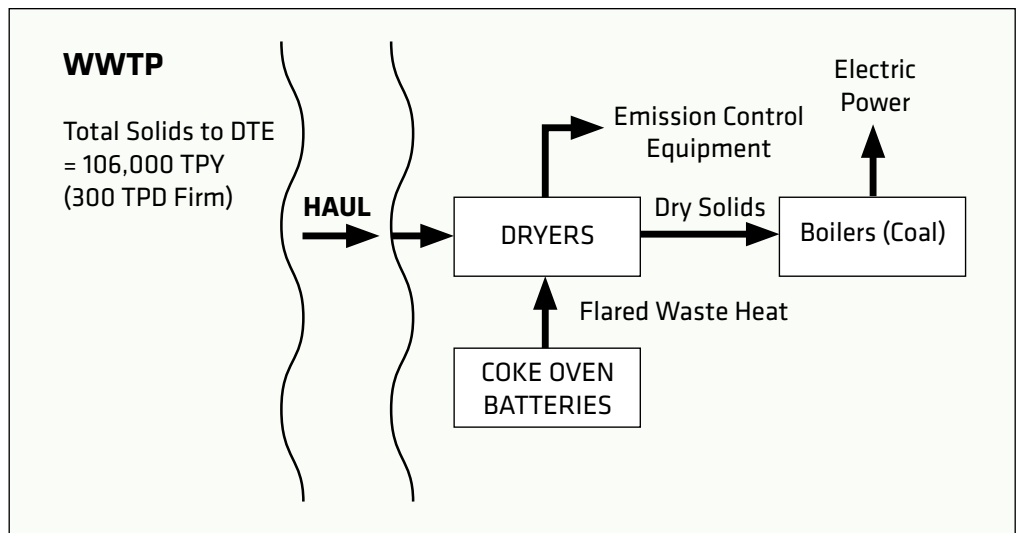 WWTP
Total Solids to DTE
= 106,000 TPY
(300 TPD Firm)
HAUL
DRYERS
Emission Control
Equipment
Dry Solids
Boilers (Coal)
Electric
Power
Flared Waste Heat
COKE OVEN
BATTERIES